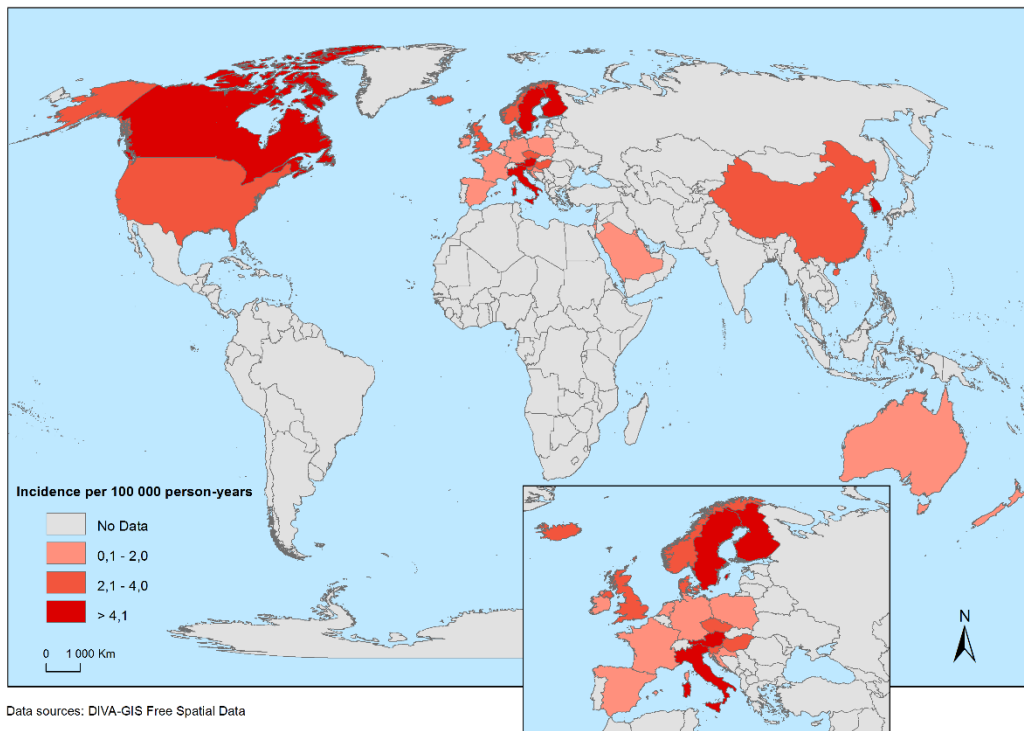 Incidence per 100 000 person-years
No Data
0,1 - 2,0
2,1 - 4,0
> 4,1
0 1 000 Km
N
Data sources: DIVA-GIS Free Spatial Data